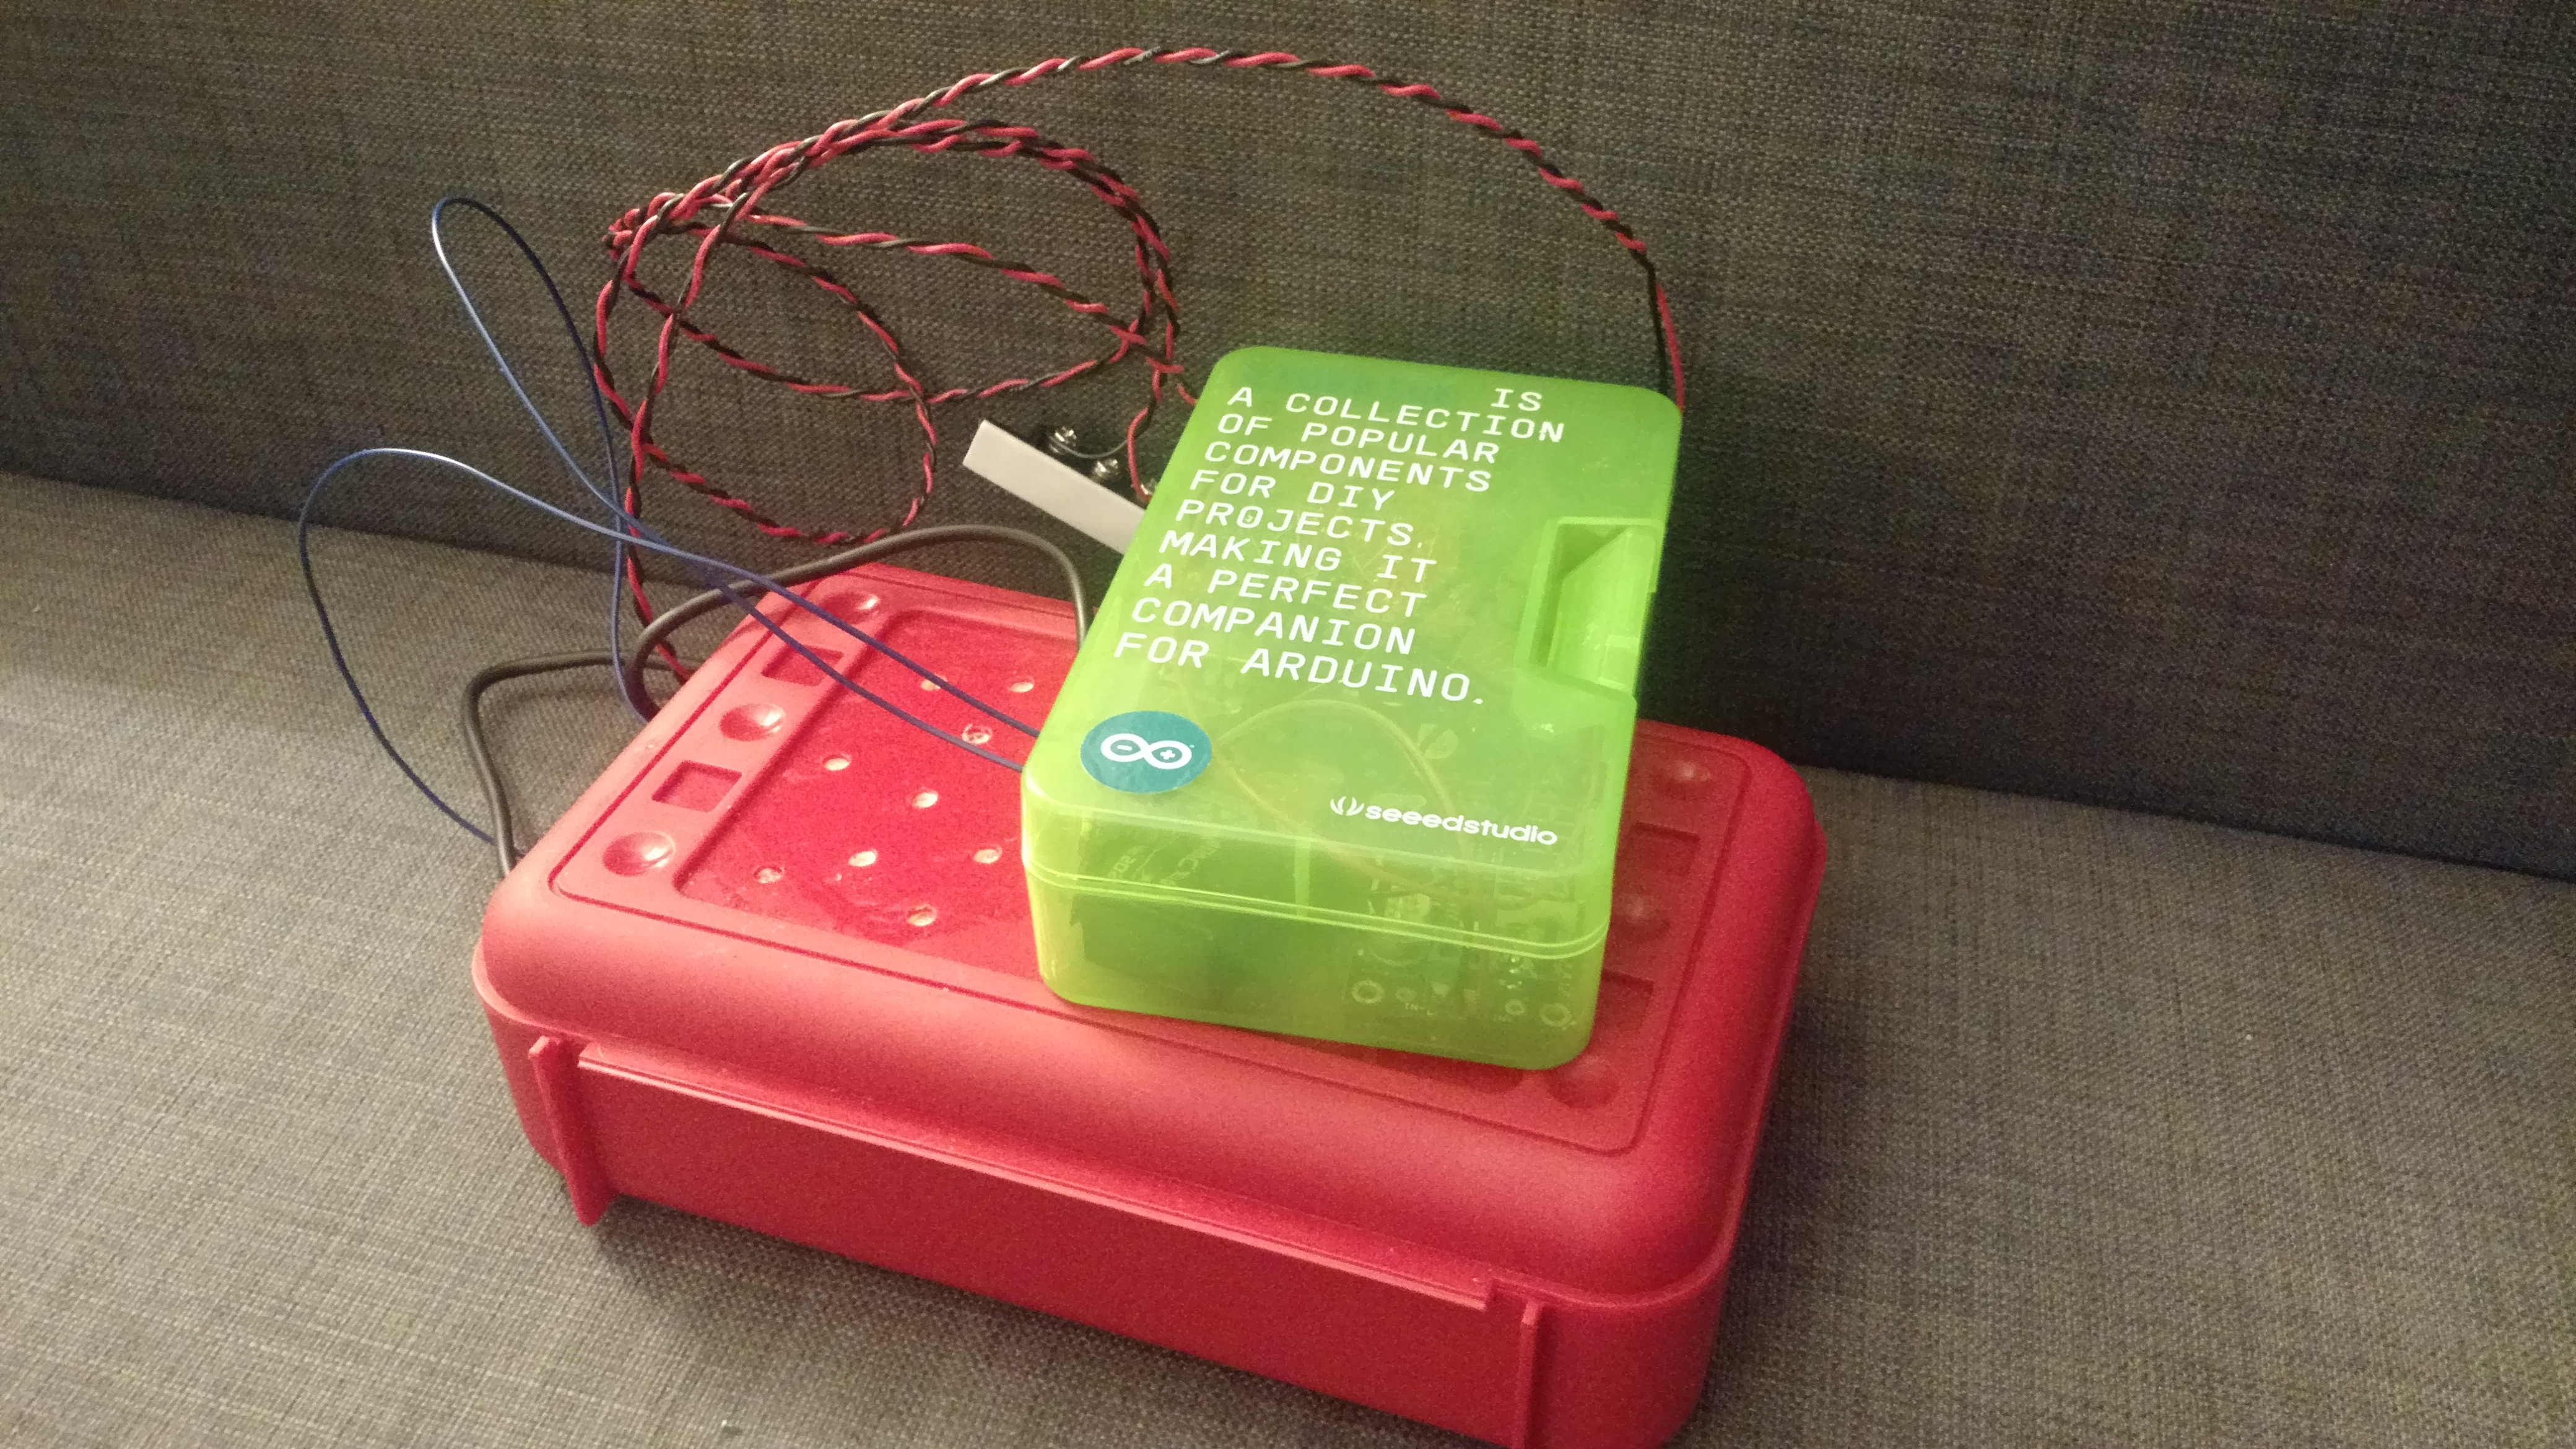 IS
A COLLECTION
OF POPULAR
COMPONENTS
FOR DIY
PROJECTS,
MAKING IT
A PERFECT
COMPANION
FOR ARDUINO.
seeedstudio